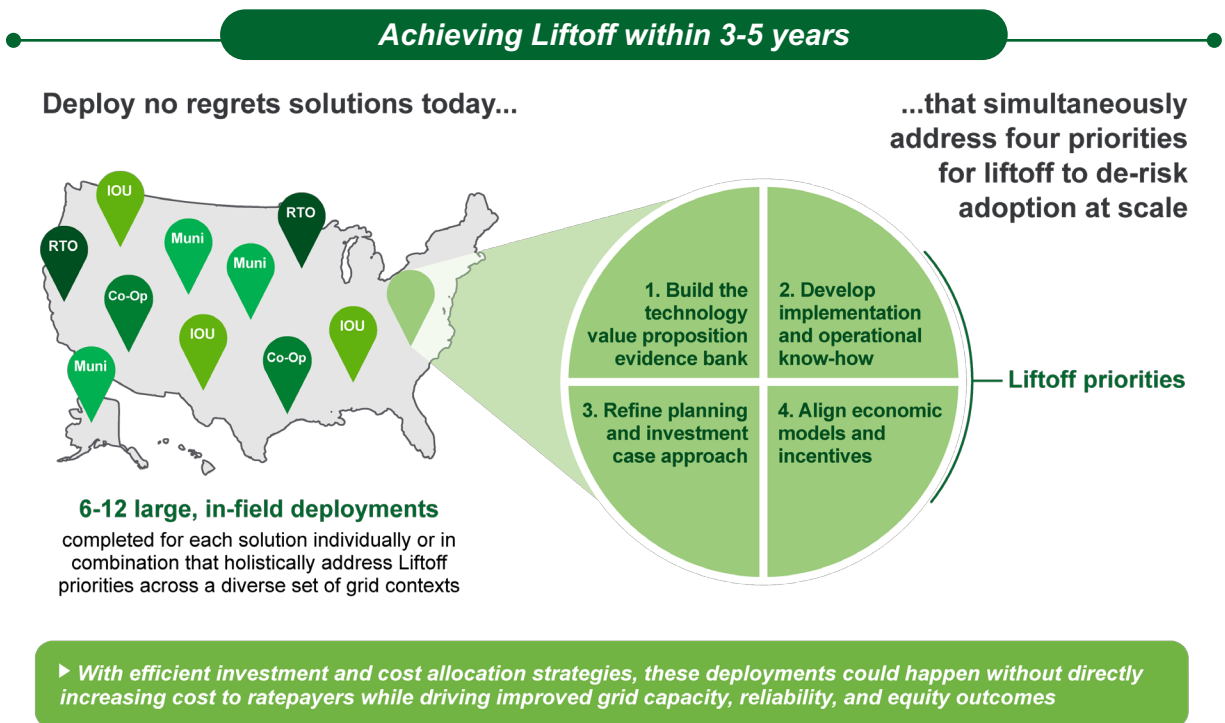 Achieving Liftoff within 3-5 years
Deploy no regrets solutions today...
...that simultaneously
address four priorities
for liftoff to de-risk
adoption at scale
IOU
RTO
RTO
Muni
Muni
Co-Op
IOU
IOU
Co-Op
Muni
1. Build the
technology
value proposition
evidence bank
2. Develop
implementation
and operational
know-how
3. Refine planning
and investment
case approach
4. Align economic
models and
incentives
Liftoff priorities
6-12 large, in-field deployments
completed for each solution individually or in
combination that holistically address Liftoff
priorities across a diverse set of grid contexts
With efficient investment and cost allocation strategies, these deployments could happen without directly
increasing cost to ratepayers while driving improved grid capacity, reliability, and equity outcomes